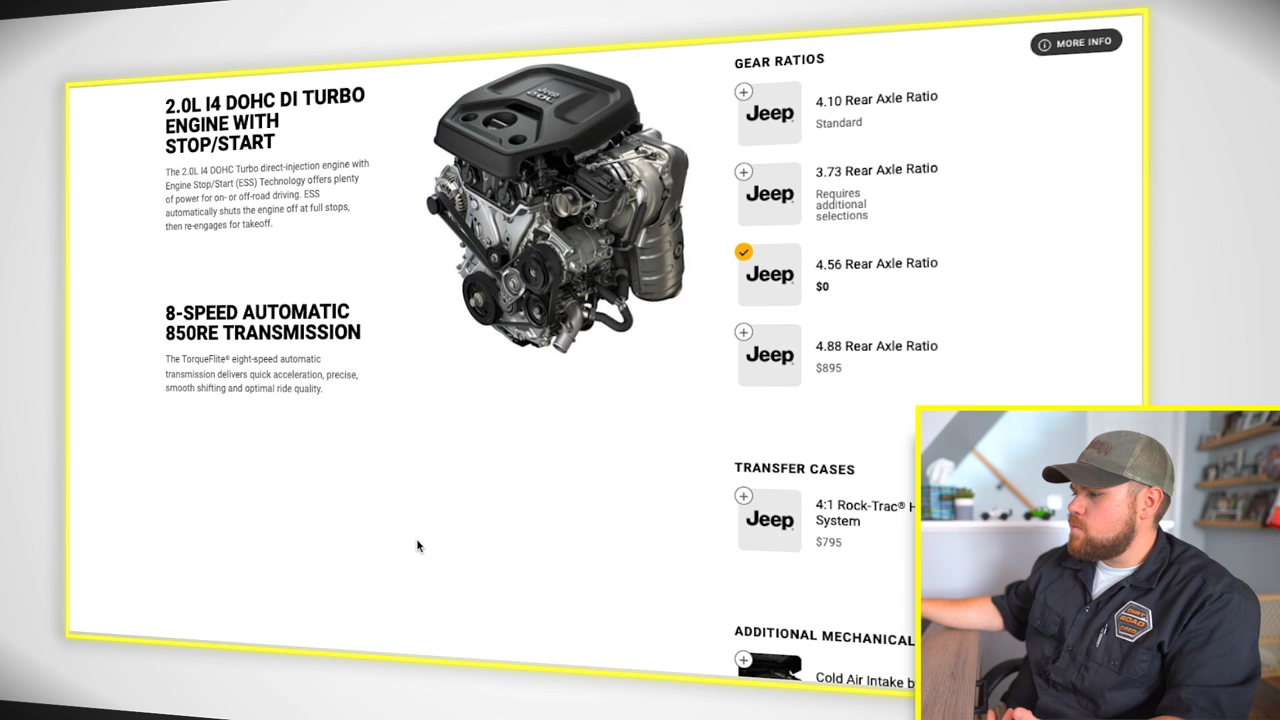 2.0L I4 DOHC DI TURBO
ENGINE WITH
STOP/START
The 2.0L I4 DOHC Turbo direct-injection engine with
Engine Stop/Start (ESS) Technology offers plenty
of power for on- or off-road driving. ESS
automatically shuts the engine off at full stops,
then re-engages for takeoff.
8-SPEED AUTOMATIC
850RE TRANSMISSION
The TorqueFlite® eight-speed automatic
transmission delivers quick acceleration, precise,
smooth shifting and optimal ride quality.
Jeep
2.0L
MORE INFO
GEAR RATIOS
Jeep
4.10 Rear Axle Ratio
Standard
Jeep
3.73 Rear Axle Ratio
Requires
additional
selections
Jeep
4.56 Rear Axle Ratio
$0
Jeep
4.88 Rear Axle Ratio
$895
TRANSFER CASES
Jeep
4:1 Rock-Trac® H
System
$795
ADDITIONAL MECHANICAL
Cold Air Intake b
DIRT
ROAD
CRED